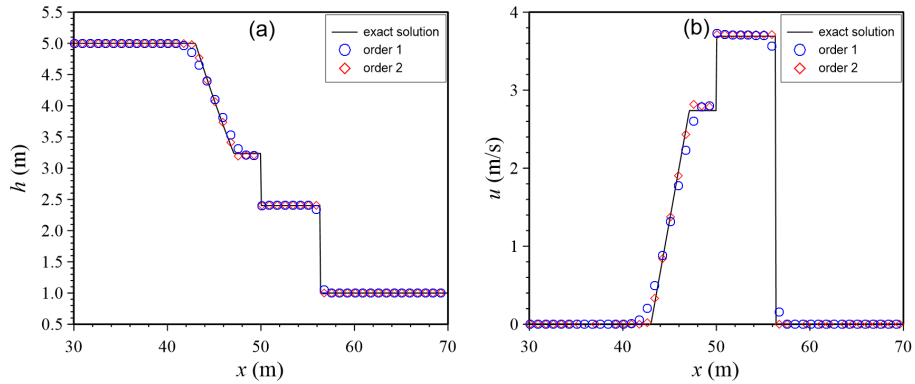 (a)
exact solution
order 1
order 2
5.5
5.0
4.5
4.0
3.5
3.0
2.5
2.0
1.5
1.0
0.5
h (m)
30
40
50
60
70
x (m)
(b)
exact solution
order 1
order 2
4
3
2
1
0
u (m/s)
30
40
50
60
70
x (m)